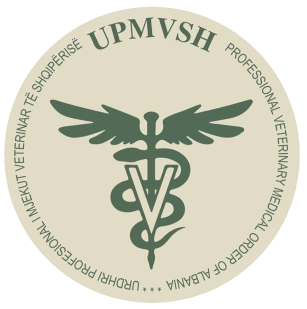 UPMVSH
URDHRI PROFESIONAL I MJEKUT VETERINAR TË SHQIPËRISË
PROFESSIONAL VETERINARY MEDICAL ORDER OF ALBANIA
***
V